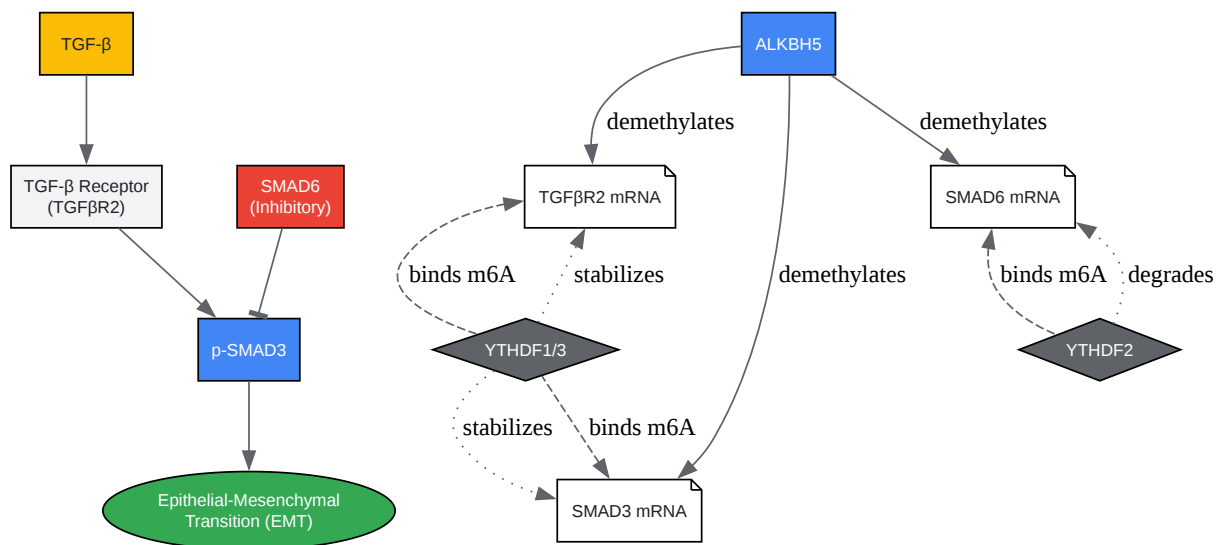 TGF-β
ALKBH5
demethylates
demethylates
TGF-β Receptor
(TGFβR2)
SMAD6
(Inhibitory)
TGFβR2 mRNA
SMAD6 mRNA
binds m6A
stabilizes
demethylates
binds m6A
degrades
p-SMAD3
YTHDF1/3
YTHDF2
stabilizes
binds m6A
Epithelial-Mesenchymal
Transition (EMT)
SMAD3 mRNA